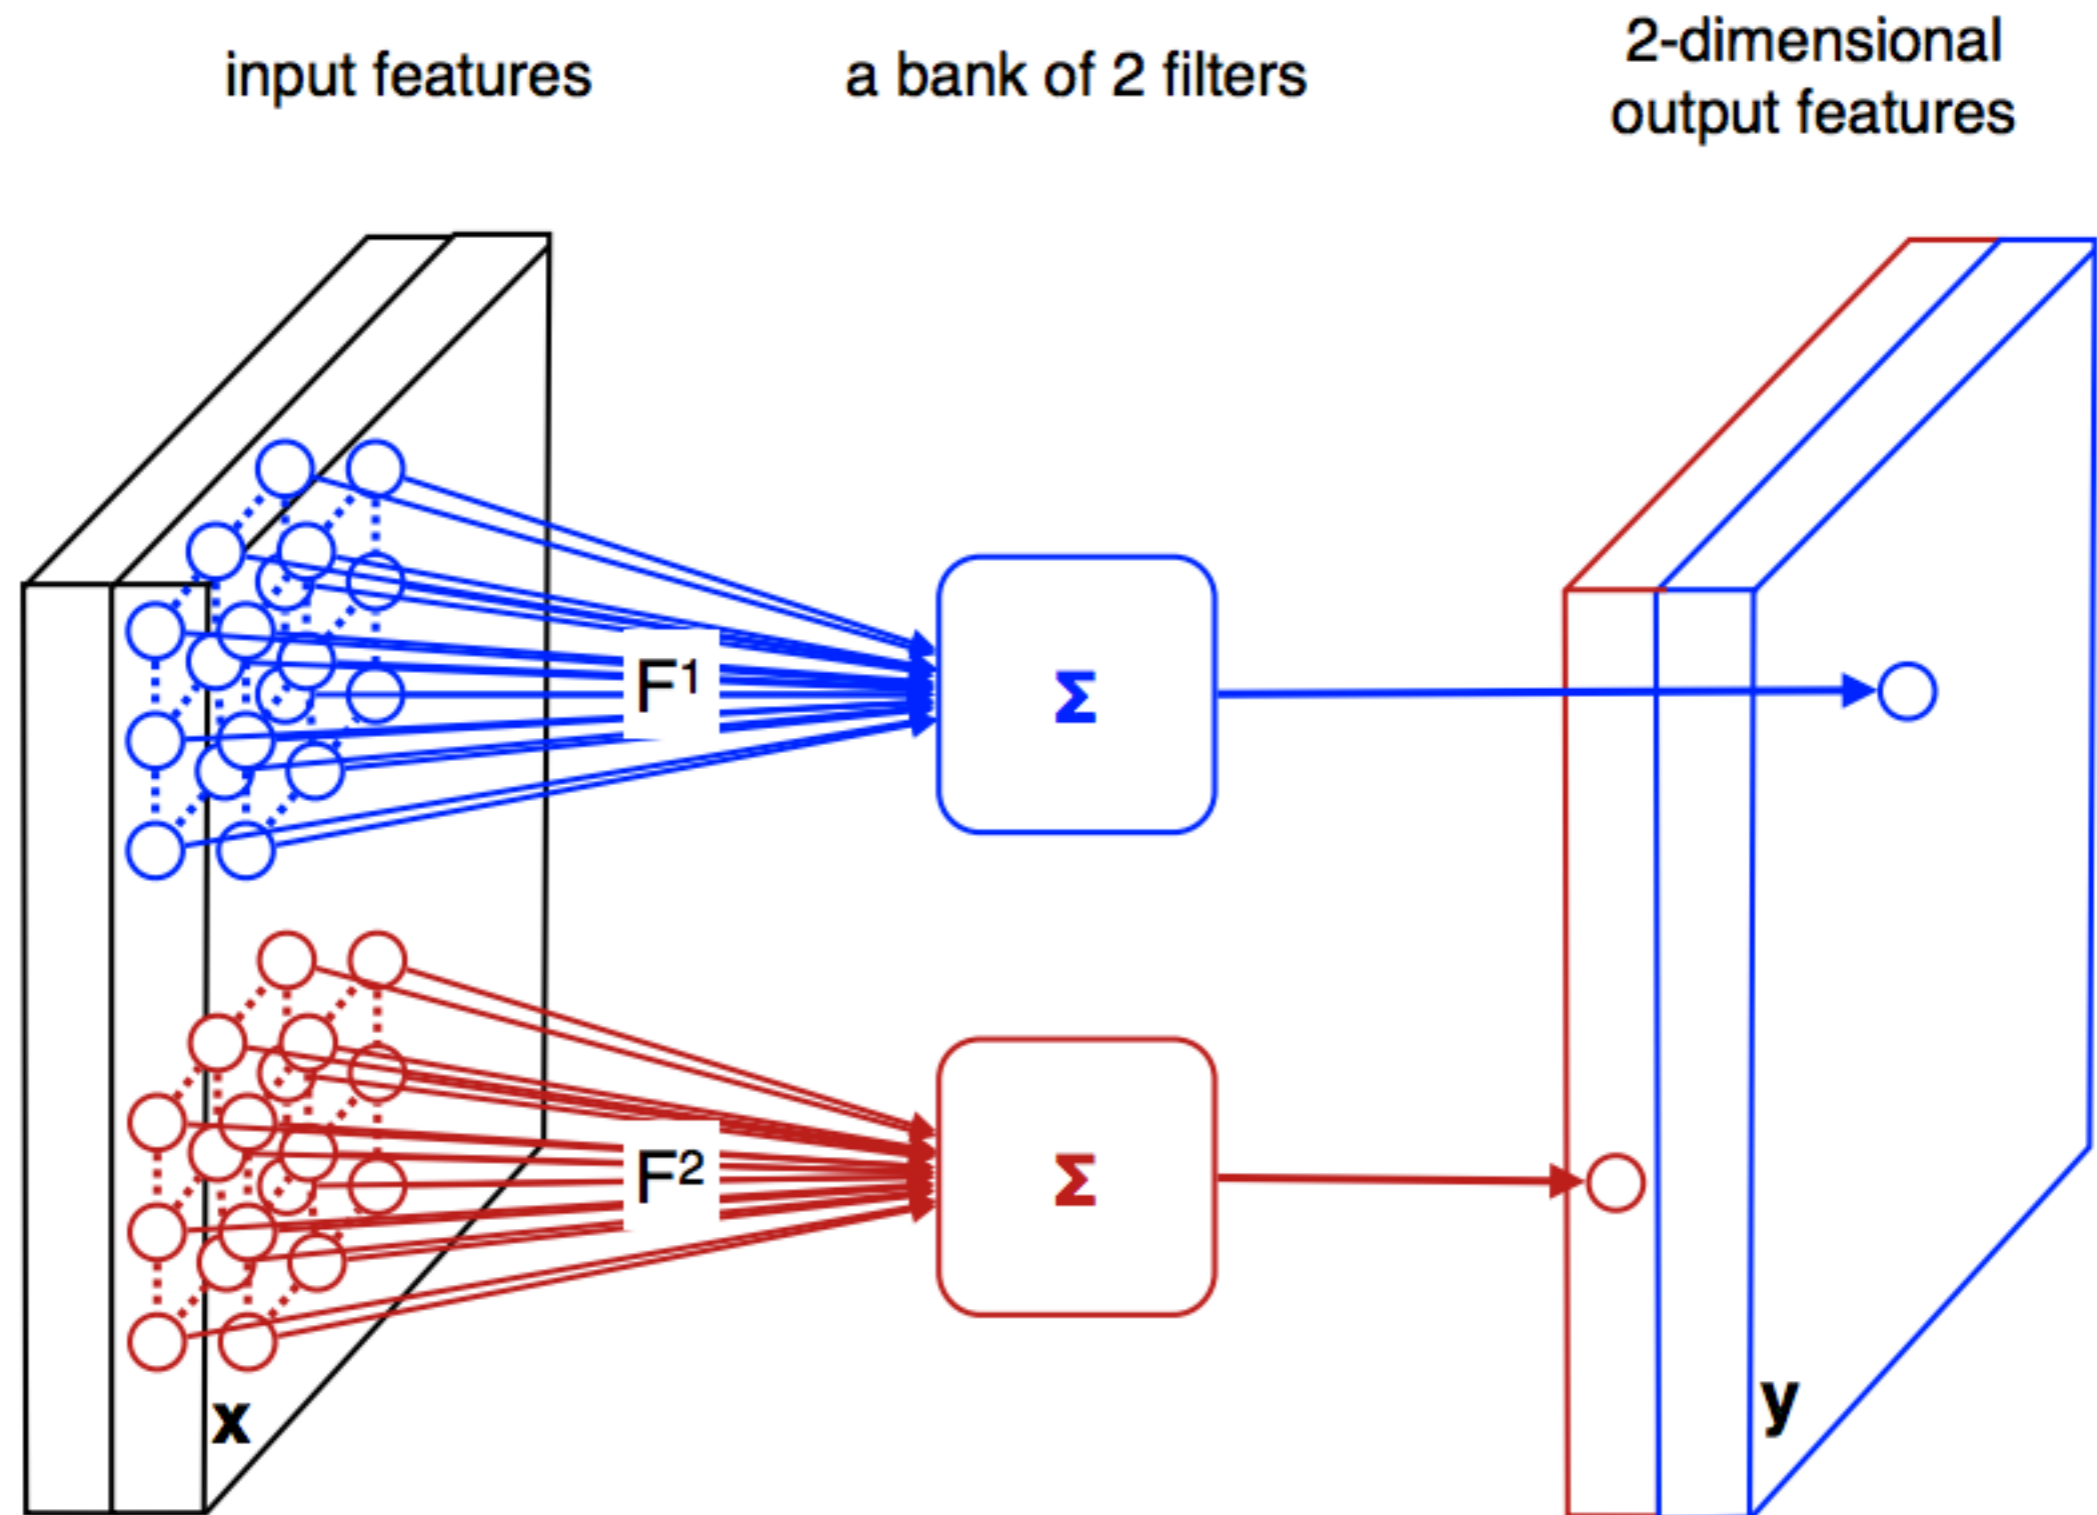 input features
a bank of 2 filters
2-dimensional
output features
F1
Σ
F2
Σ
x
y